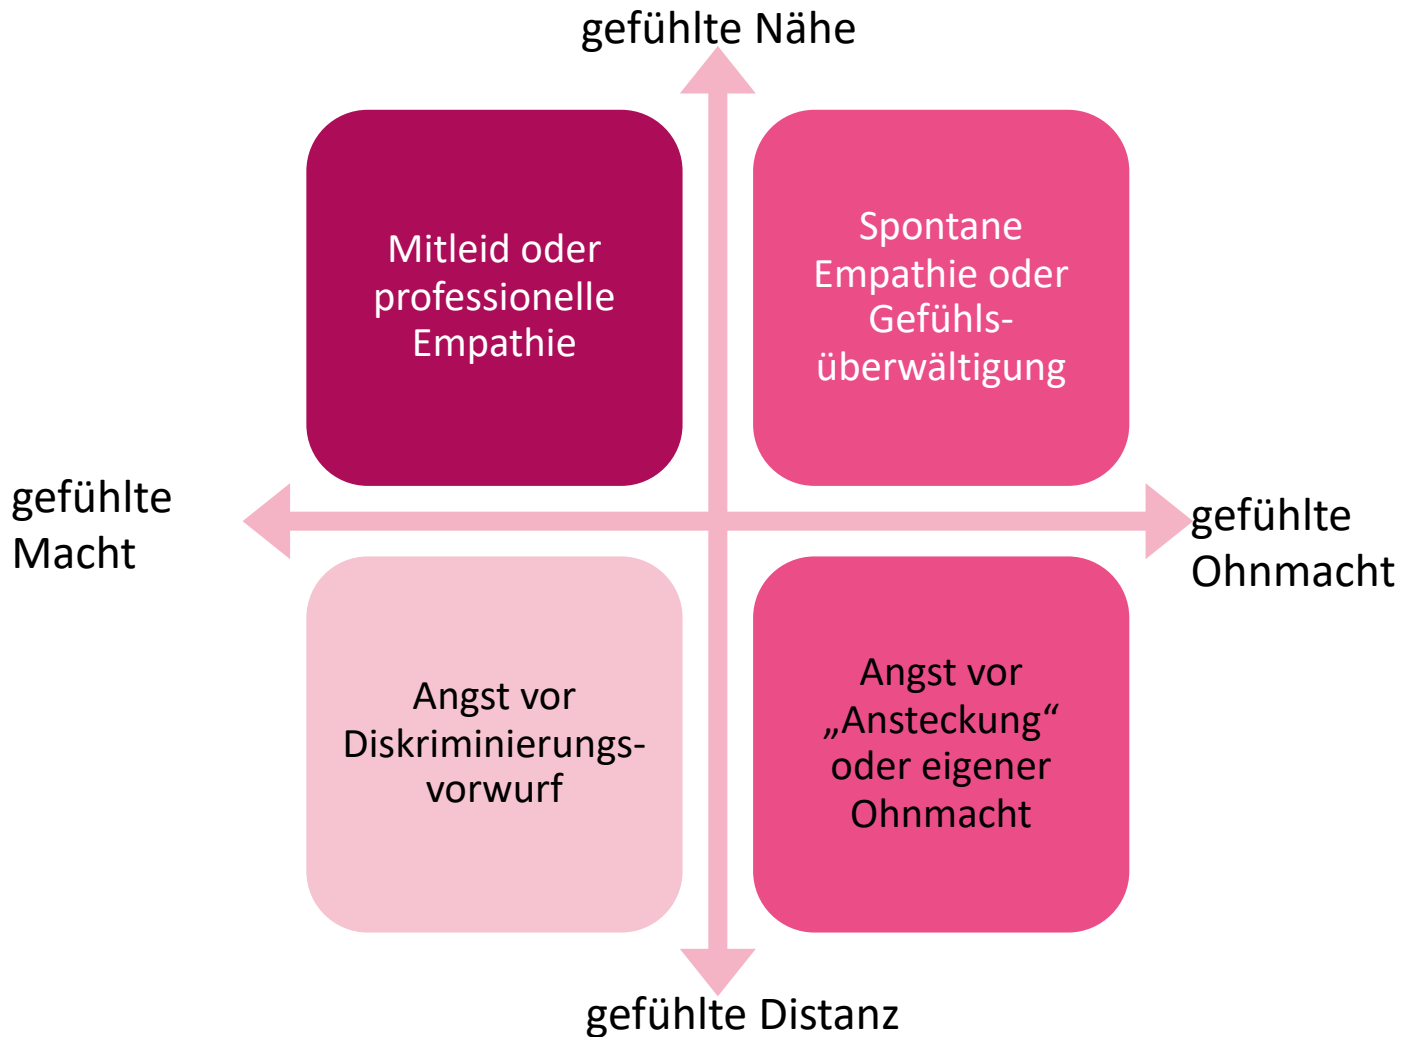 gefühlte Nähe
Mitleid oder
professionelle
Empathie
Spontane
Empathie oder
Gefühls-
überwältigung
gefühlte
Macht
gefühlte
Ohnmacht
Angst vor
Diskriminierungs-
vorwurf
Angst vor
„Ansteckung“
oder eigener
Ohnmacht
gefühlte Distanz